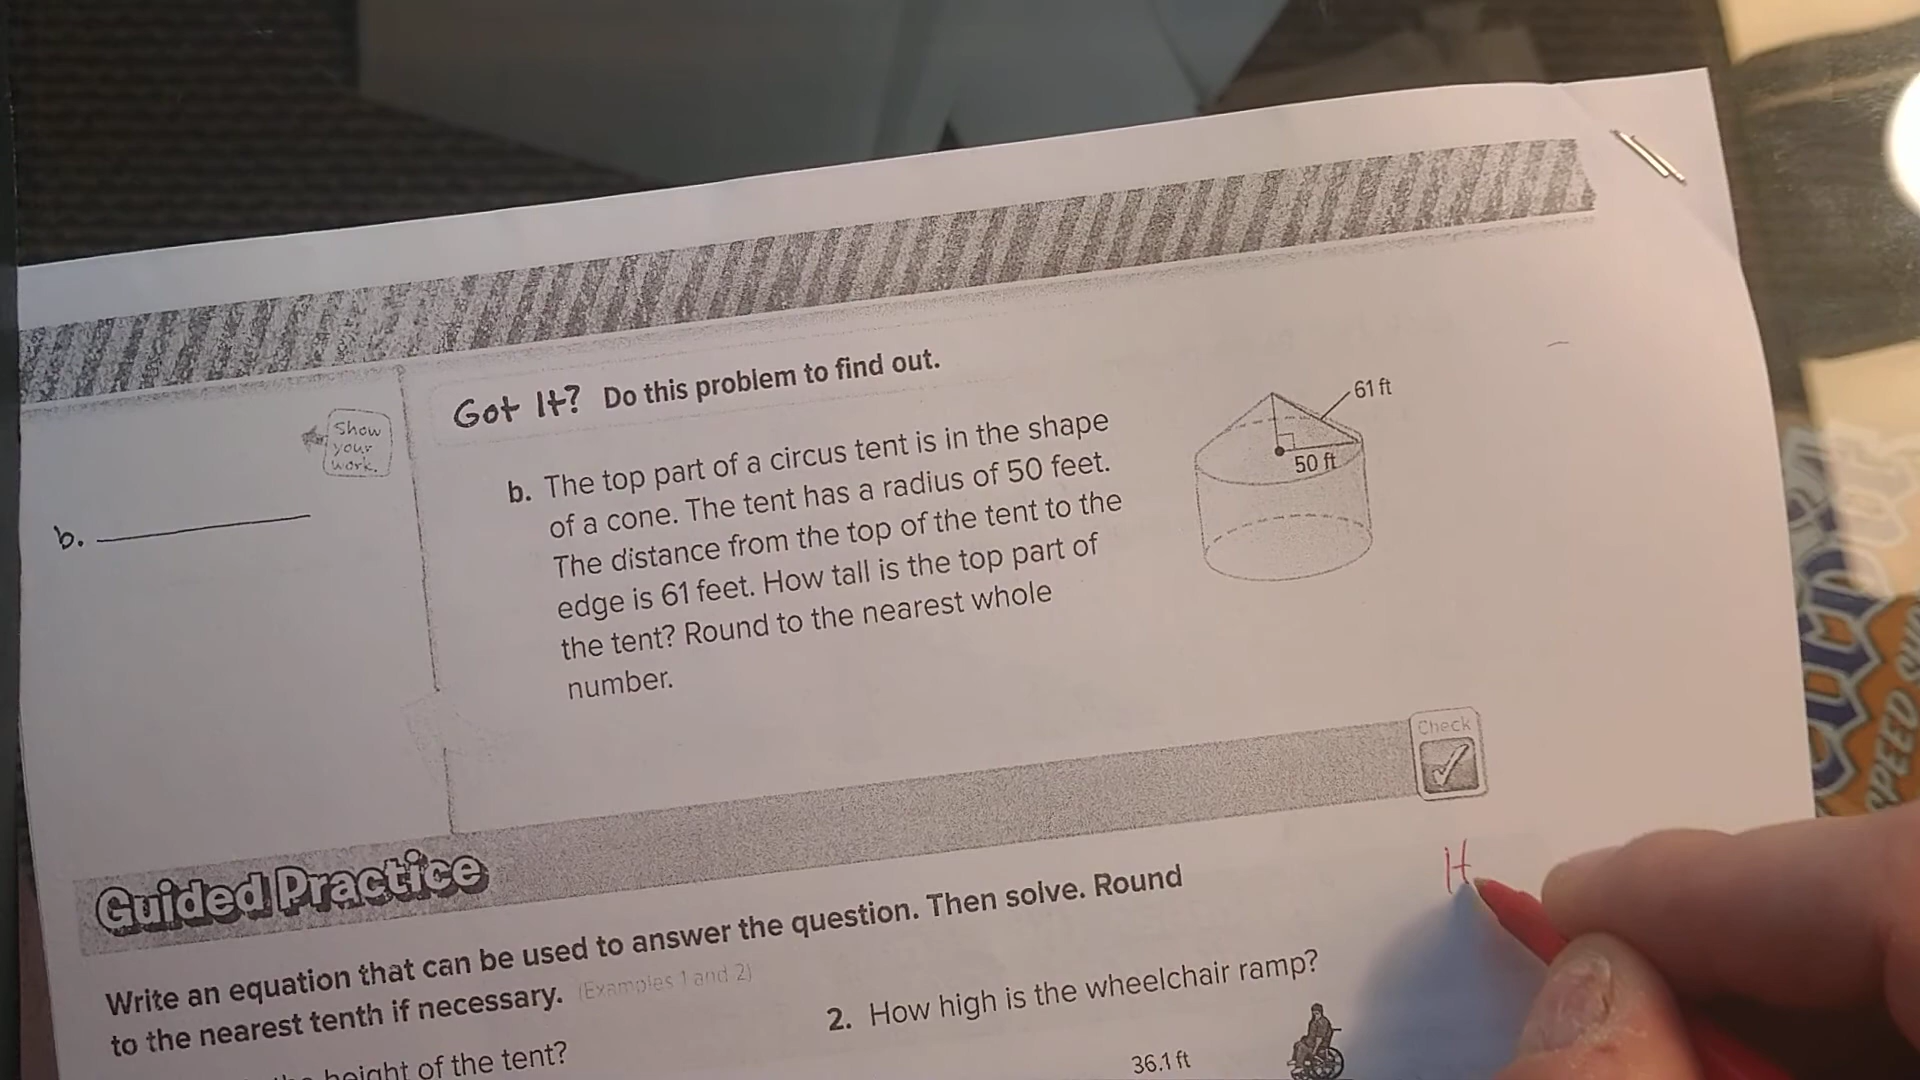 Got It? Do this problem to find out.
Show
your
work.
b.
b. The top part of a circus tent is in the shape
of a cone. The tent has a radius of 50 feet.
The distance from the top of the tent to the
edge is 61 feet. How tall is the top part of
the tent? Round to the nearest whole
number.
61 ft
50 ft
Check
Guided Practice
Write an equation that can be used to answer the question. Then solve. Round
to the nearest tenth if necessary. (Examples 1 and 2)
H
2. How high is the wheelchair ramp?
height of the tent?
36.1 ft
SPEED